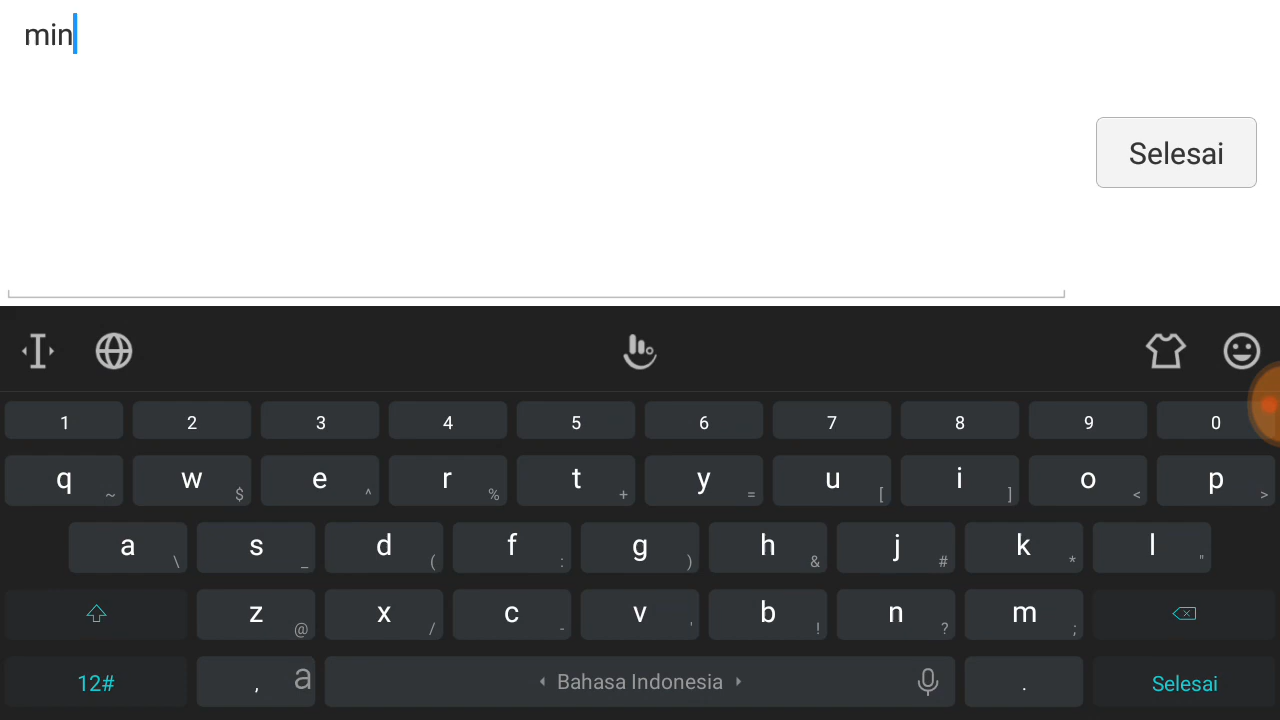 min
Selesai
1 2 3 4 5 6 7 8 9 0
q ~ w $ e ^ r % t + y = u [ i ] o < p >
a \ s _ d ( f : g ) h & j # k * l "
z @ x / c - v ' b ! n ? m ;
12# , a Bahasa Indonesia . Selesai